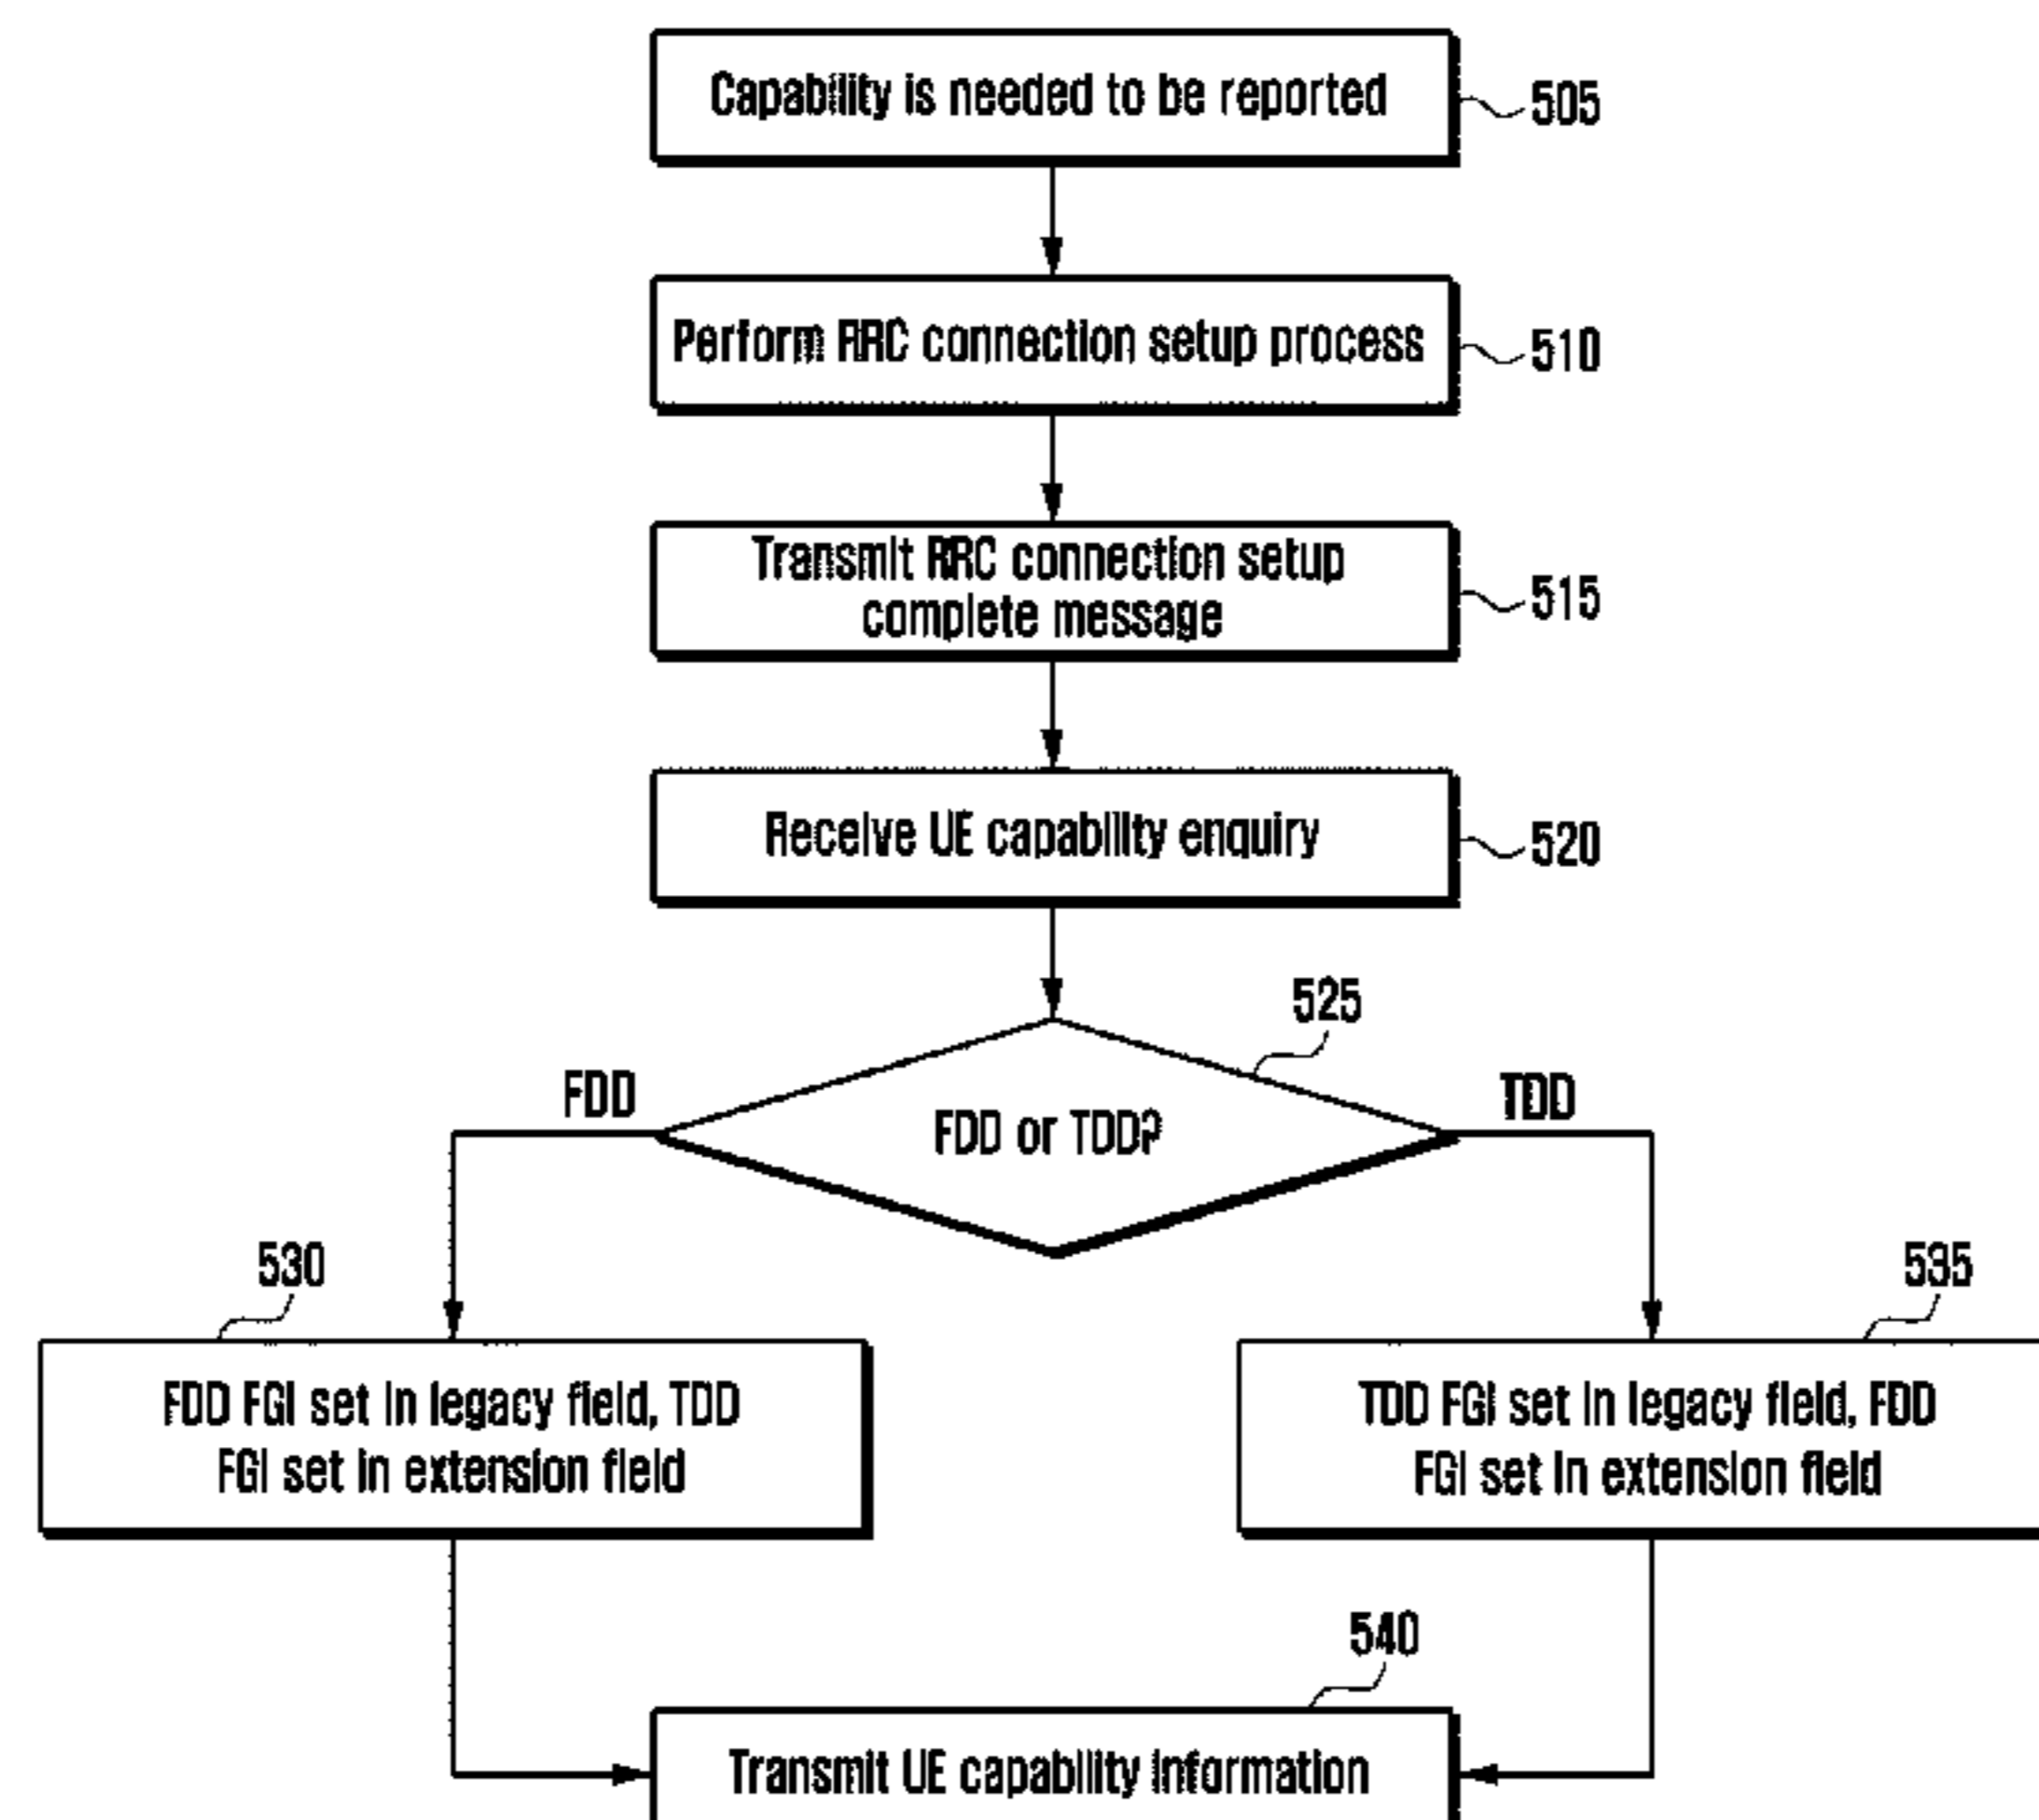 Capability is needed to be reported
505
Perform RRC connection setup process
510
Transmit RRC connection setup
complete message
515
Receive UE capability enquiry
520
525
FDD
FDD or TDD?
TDD
530
535
FDD FGI set in legacy field, TDD
FGI set in extension field
TDD FGI set in legacy field, FDD
FGI set in extension field
540
Transmit UE capability information